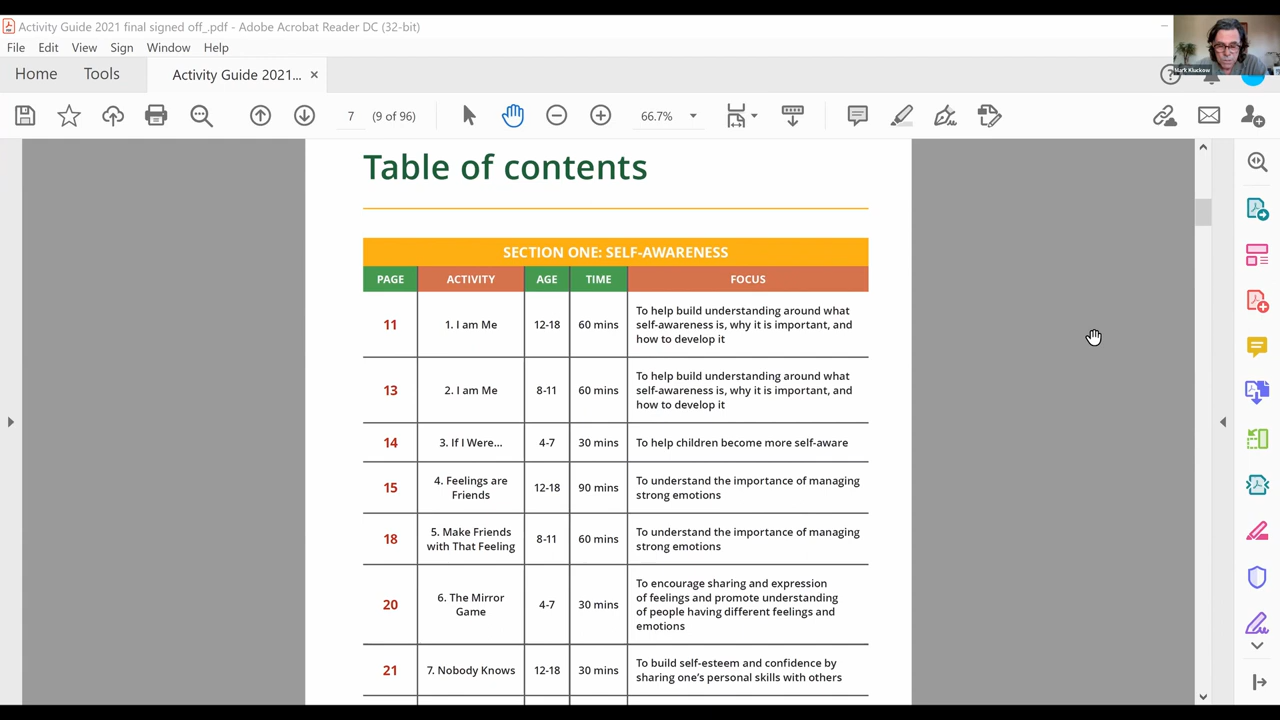 Activity Guide 2021 final signed off_.pdf - Adobe Acrobat Reader DC (32-bit)
File Edit View Sign Window Help
Home Tools Activity Guide 2021... ×
7 (9 of 96) 66.7%
Mark Kluckow
Table of contents
SECTION ONE: SELF-AWARENESS
PAGE ACTIVITY AGE TIME FOCUS
11 1. I am Me 12-18 60 mins To help build understanding around what
self-awareness is, why it is important, and
how to develop it
13 2. I am Me 8-11 60 mins To help build understanding around what
self-awareness is, why it is important, and
how to develop it
14 3. If I Were... 4-7 30 mins To help children become more self-aware
15 4. Feelings are
Friends 12-18 90 mins To understand the importance of managing
strong emotions
18 5. Make Friends
with That Feeling 8-11 60 mins To understand the importance of managing
strong emotions
20 6. The Mirror
Game 4-7 30 mins To encourage sharing and expression
of feelings and promote understanding
of people having different feelings and
emotions
21 7. Nobody Knows 12-18 30 mins To build self-esteem and confidence by
sharing one's personal skills with others